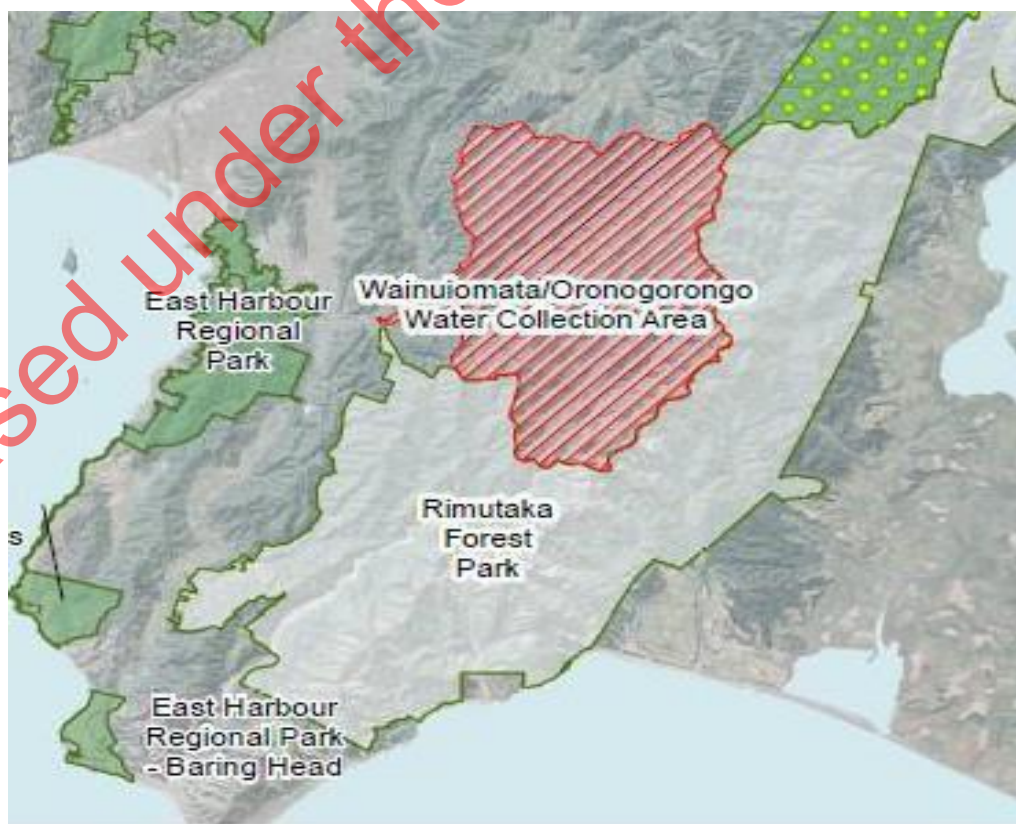 sed under the
East Harbour
Regional
Park
Wainuiomata/Oronogorongo
Water Collection Area
s
Rimutaka
Forest
Park
East Harbour
Regional Park
- Baring Head